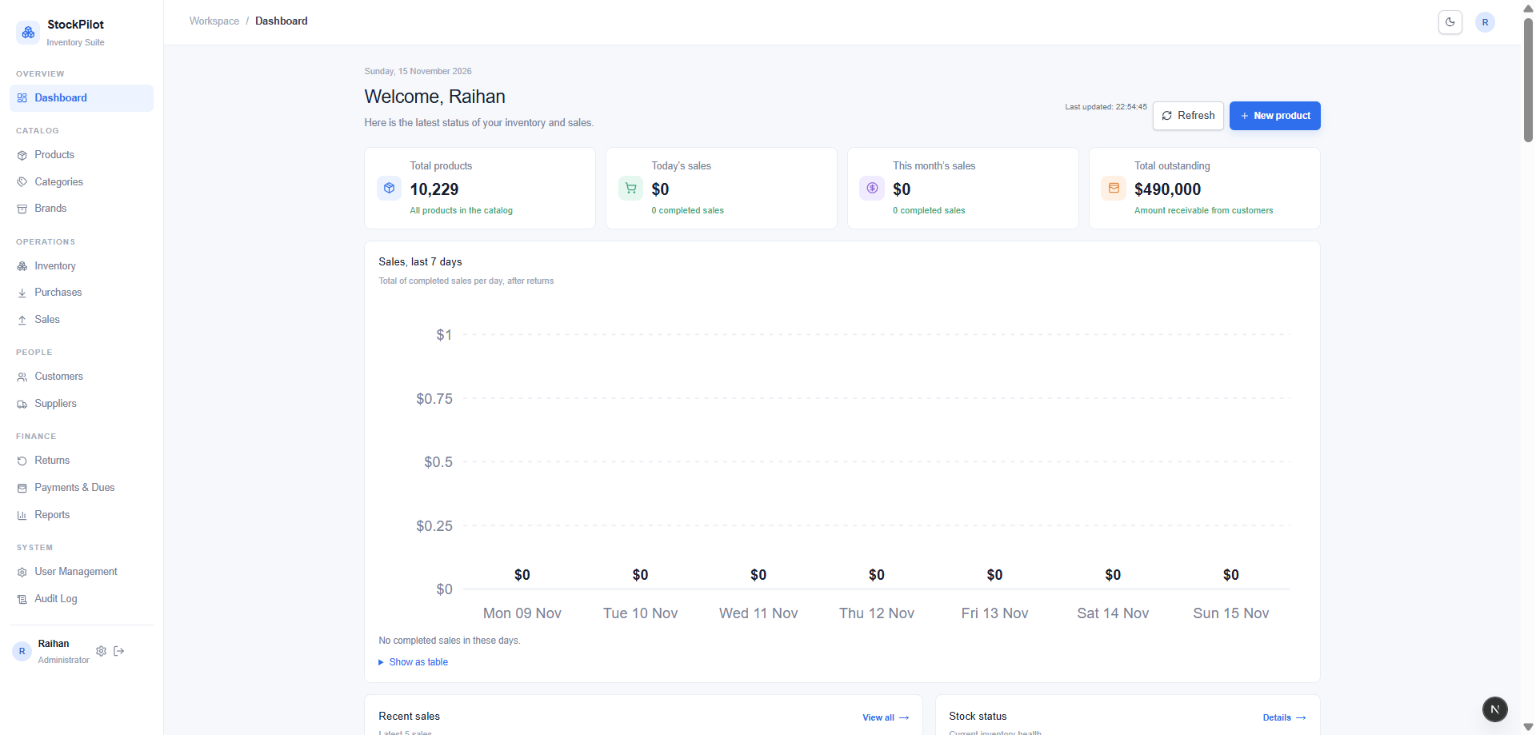 StockPilot
Inventory Suite
OVERVIEW
Dashboard
CATALOG
Products
Categories
Brands
OPERATIONS
Inventory
Purchases
Sales
PEOPLE
Customers
Suppliers
FINANCE
Returns
Payments & Dues
Reports
SYSTEM
User Management
Audit Log
R
Raihan
Administrator
Workspace / Dashboard
R
Sunday, 15 November 2026
Welcome, Raihan
Here is the latest status of your inventory and sales.
Last updated: 22:54:45
Refresh
+ New product
Total products
10,229
All products in the catalog
Today's sales
$0
0 completed sales
This month's sales
$0
0 completed sales
Total outstanding
$490,000
Amount receivable from customers
Sales, last 7 days
Total of completed sales per day, after returns
$1
$0.75
$0.5
$0.25
$0
$0 $0 $0 $0 $0 $0 $0
Mon 09 Nov Tue 10 Nov Wed 11 Nov Thu 12 Nov Fri 13 Nov Sat 14 Nov Sun 15 Nov
No completed sales in these days.
Show as table
Recent sales
View all →
Latest 5 sales
Stock status
Details →
Current inventory health
N